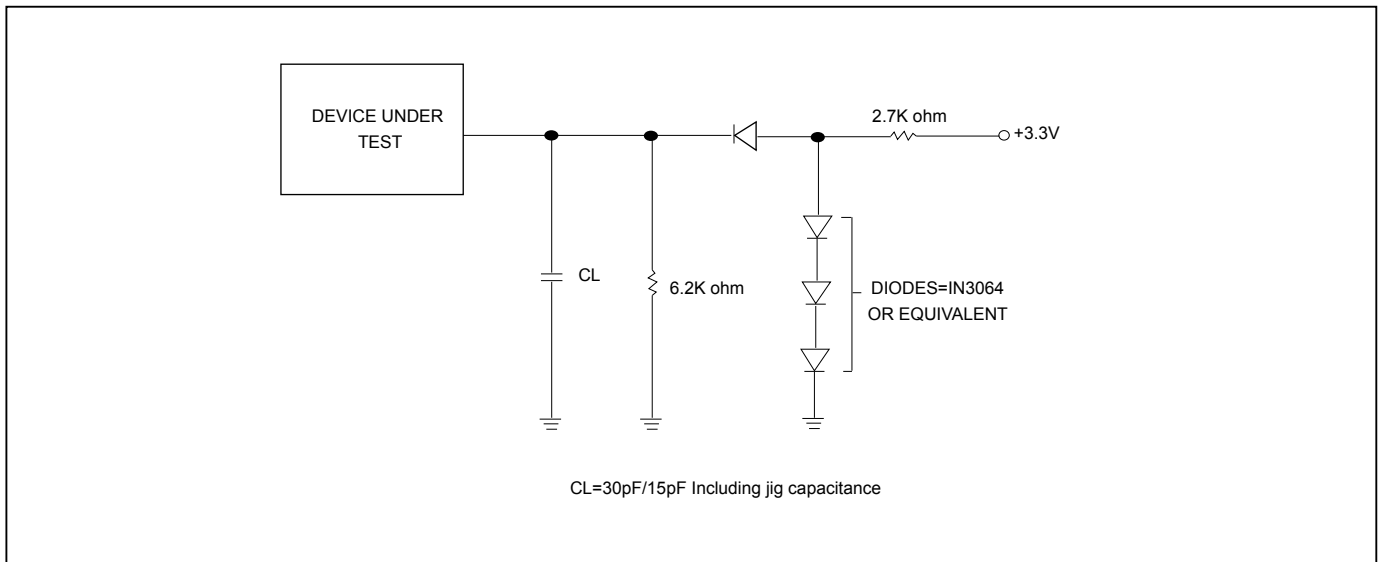 DEVICE UNDER
TEST
2.7K ohm
+3.3V
CL
6.2K ohm
DIODES=IN3064
OR EQUIVALENT
CL=30pF/15pF Including jig capacitance